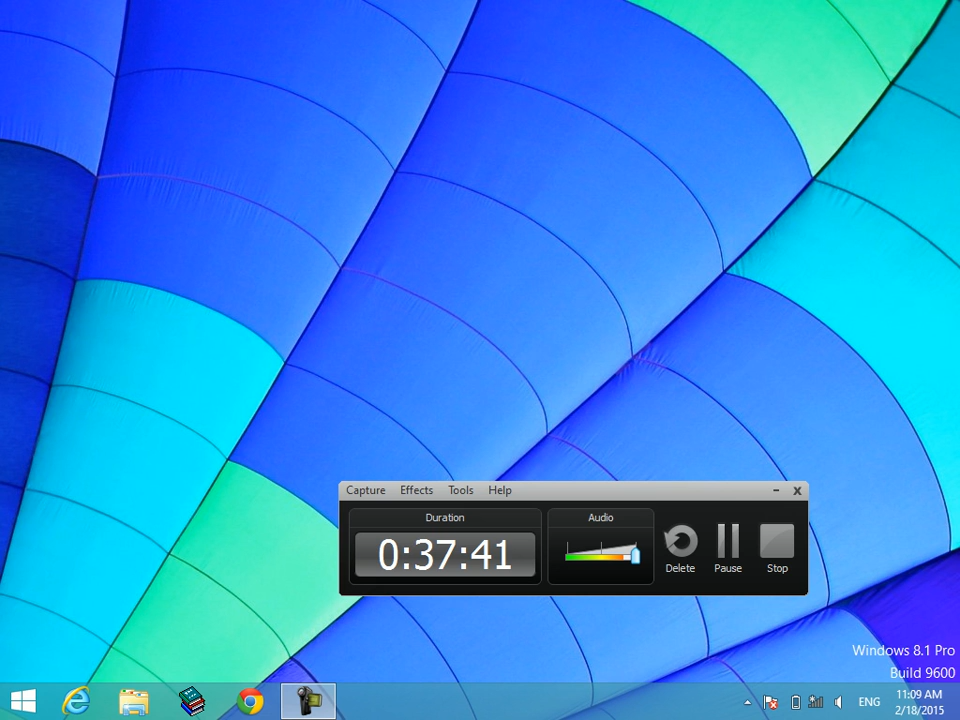 Capture Effects Tools Help
Duration
Audio
0:37:41
Delete
Pause
Stop
Windows 8.1 Pro
Build 9600
ENG
11:09 AM
2/18/2015